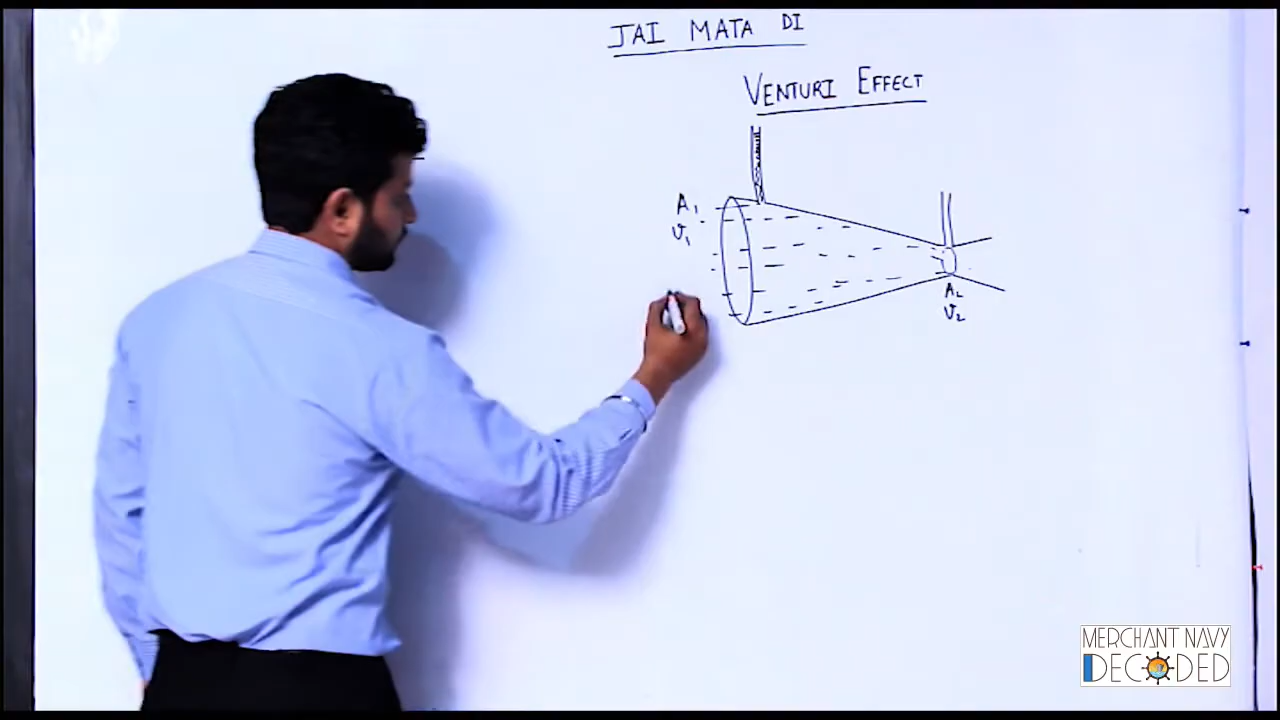 JAI MATA DI
VENTURI EFFECT
A1
v1
A2
v2
MERCHANT NAVY
DECODED